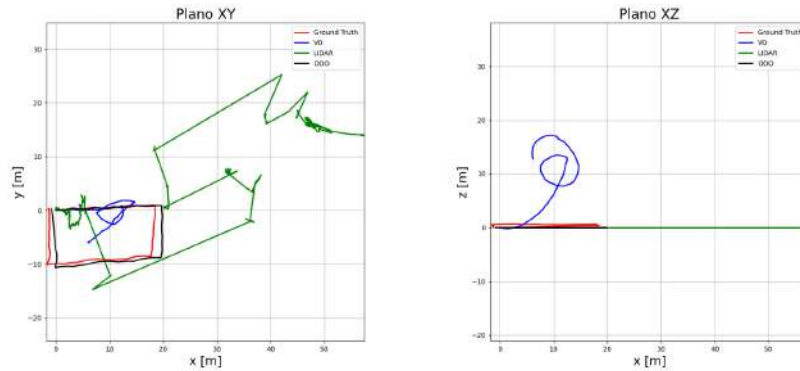 Plano XY
Ground Truth
VO
LIDAR
ODO
30
20
10
0
−10
−20
y [m]
0
10
20
30
40
50
x [m]
Plano XZ
Ground Truth
VO
LIDAR
ODO
30
20
10
0
−10
−20
z [m]
0
10
20
30
40
50
x [m]